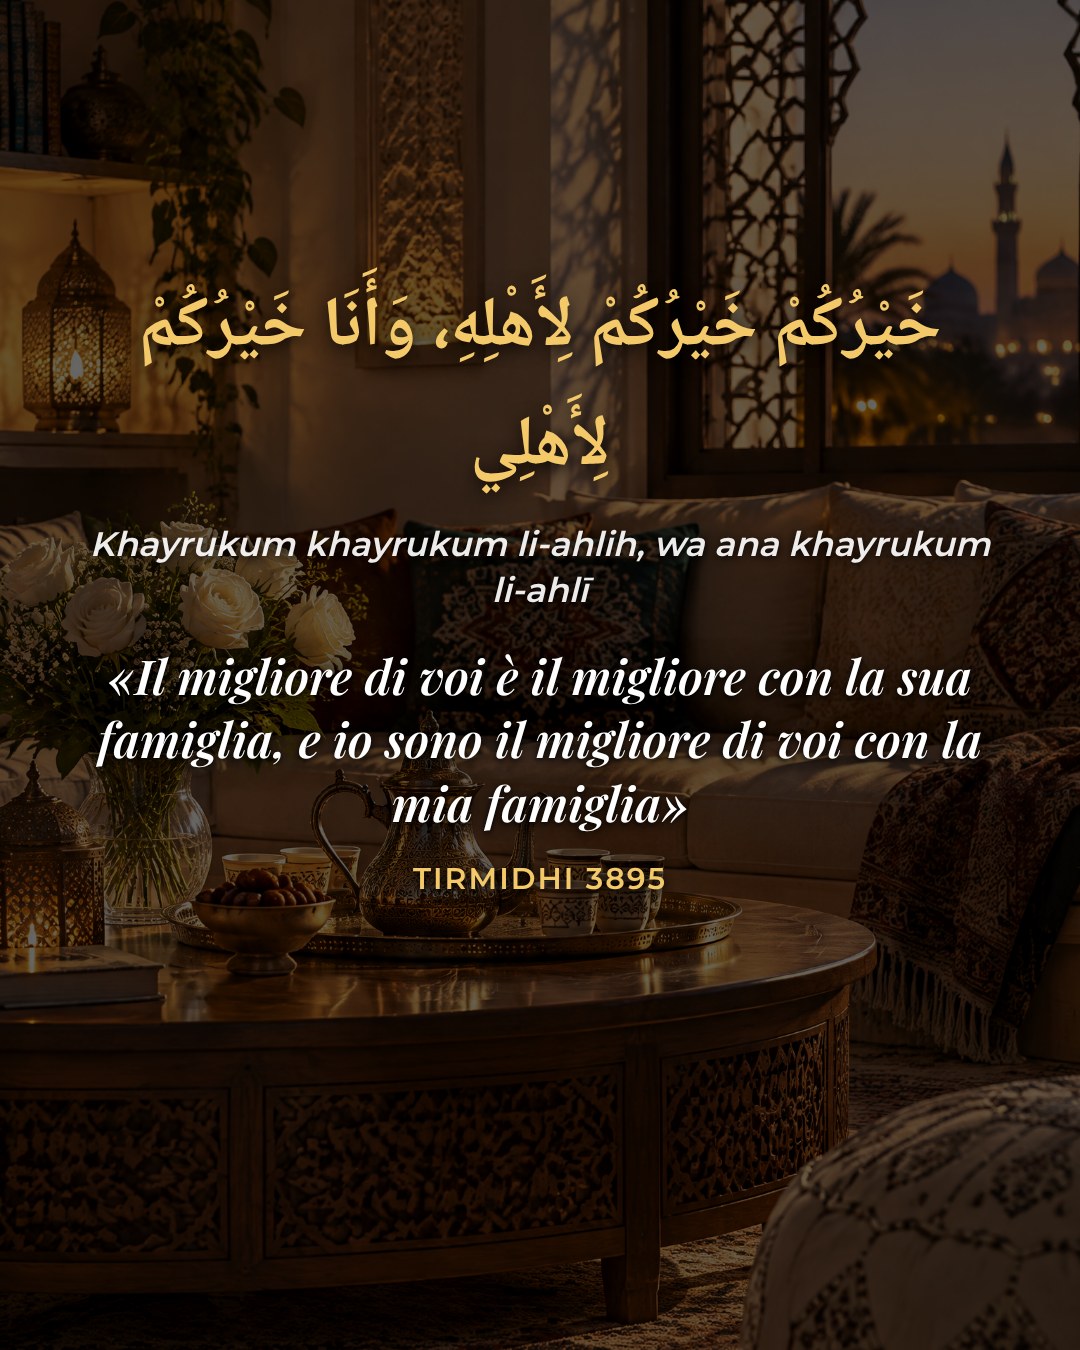 خَيْرُكُمْ خَيْرُكُمْ لِأَهْلِهِ، وَأَنَا خَيْرُكُمْ
لِأَهْلِي
Khayrukum khayrukum li-ahlih, wa ana khayrukum
li-ahlī
«Il migliore di voi è il migliore con la sua
famiglia, e io sono il migliore di voi con la
mia famiglia»
TIRMIDHI 3895